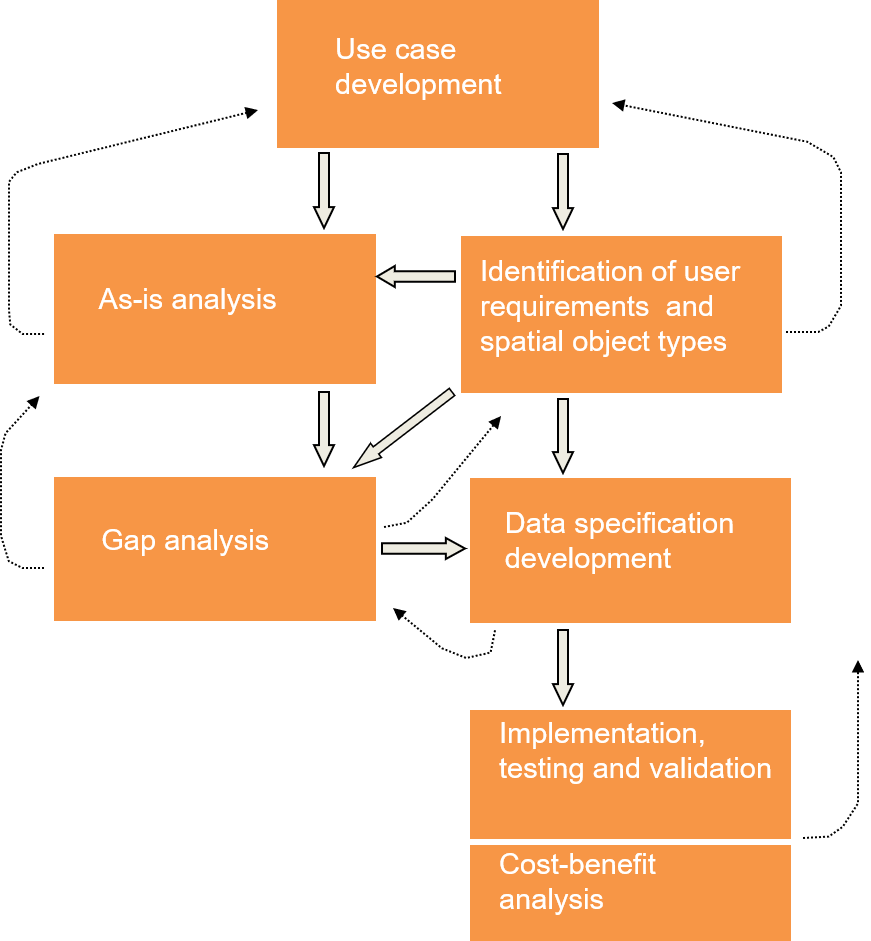 Use case
development
As-is analysis
Identification of user
requirements  and
spatial object types
Gap analysis
Data specification
development
Implementation,
testing and validation
Cost-benefit
analysis